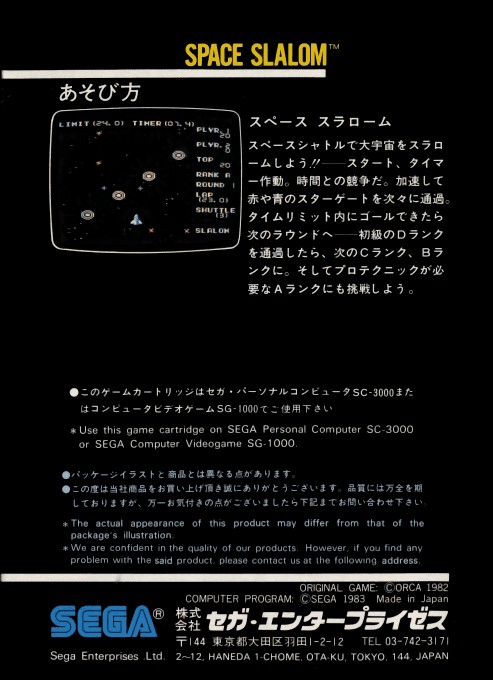 SPACE SLALOM™
あそび方
LIMIT(24.0) TIMER(07.4)
PLYR.1
20
PLYR.2
0
TOP
20
RANK A
ROUND 1
LAP
(23.0)
SHUTTLE
(3)
SLALOM
スペース スラローム
スペースシャトルで大宇宙をスラロ
ームしよう!!──スタート、タイマ
ー作動。時間との競争だ。加速して
赤や青のスターゲートを次々に通過。
タイムリミット内にゴールできたら
次のラウンドへ──初級のDランク
を通過したら、次のCランク、Bラ
ンクに。そしてプロテクニックが必
要なAランクにも挑戦しよう。
●このゲームカートリッジはセガ・パーソナルコンピュータSC-3000また
はコンピュータビデオゲームSG-1000でご使用下さい
*Use this game cartridge on SEGA Personal Computer SC-3000
or SEGA Computer Videogame SG-1000.
●パッケージイラストと商品とは異なる点があります。
●この度は当社商品をお買い上げ頂き誠にありがとうございます。品質には万全を期
しておりますが、万一お気付きの点がございましたら下記までお問い合わせ下さい。
*The actual appearance of this product may differ from that of the
package's illustration.
*We are confident in the quality of our products. However, if you find any
problem with the said product, please contact us at the following address.
ORIGINAL GAME: ©ORCA 1982
COMPUTER PROGRAM: ©SEGA 1983 Made in Japan
SEGA® 株式会社 セガ・エンタープライゼス
〒144 東京都大田区羽田1-2-12 TEL 03-742-3171
Sega Enterprises .Ltd. 2~12, HANEDA 1-CHOME, OTA-KU, TOKYO, 144, JAPAN